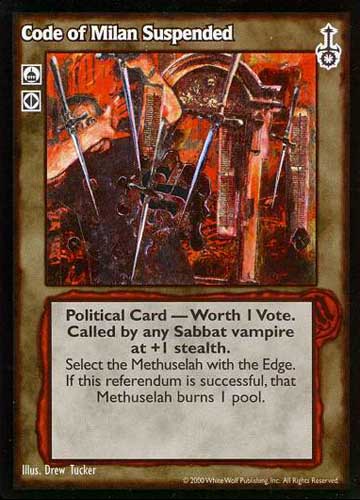 Code of Milan Suspended
Political Card — Worth 1 Vote.
Called by any Sabbat vampire
at +1 stealth.
Select the Methuselah with the Edge.
If this referendum is successful, that
Methuselah burns 1 pool.
© 2000 White Wolf Publishing, Inc. All Rights Reserved.
Illus. Drew Tucker